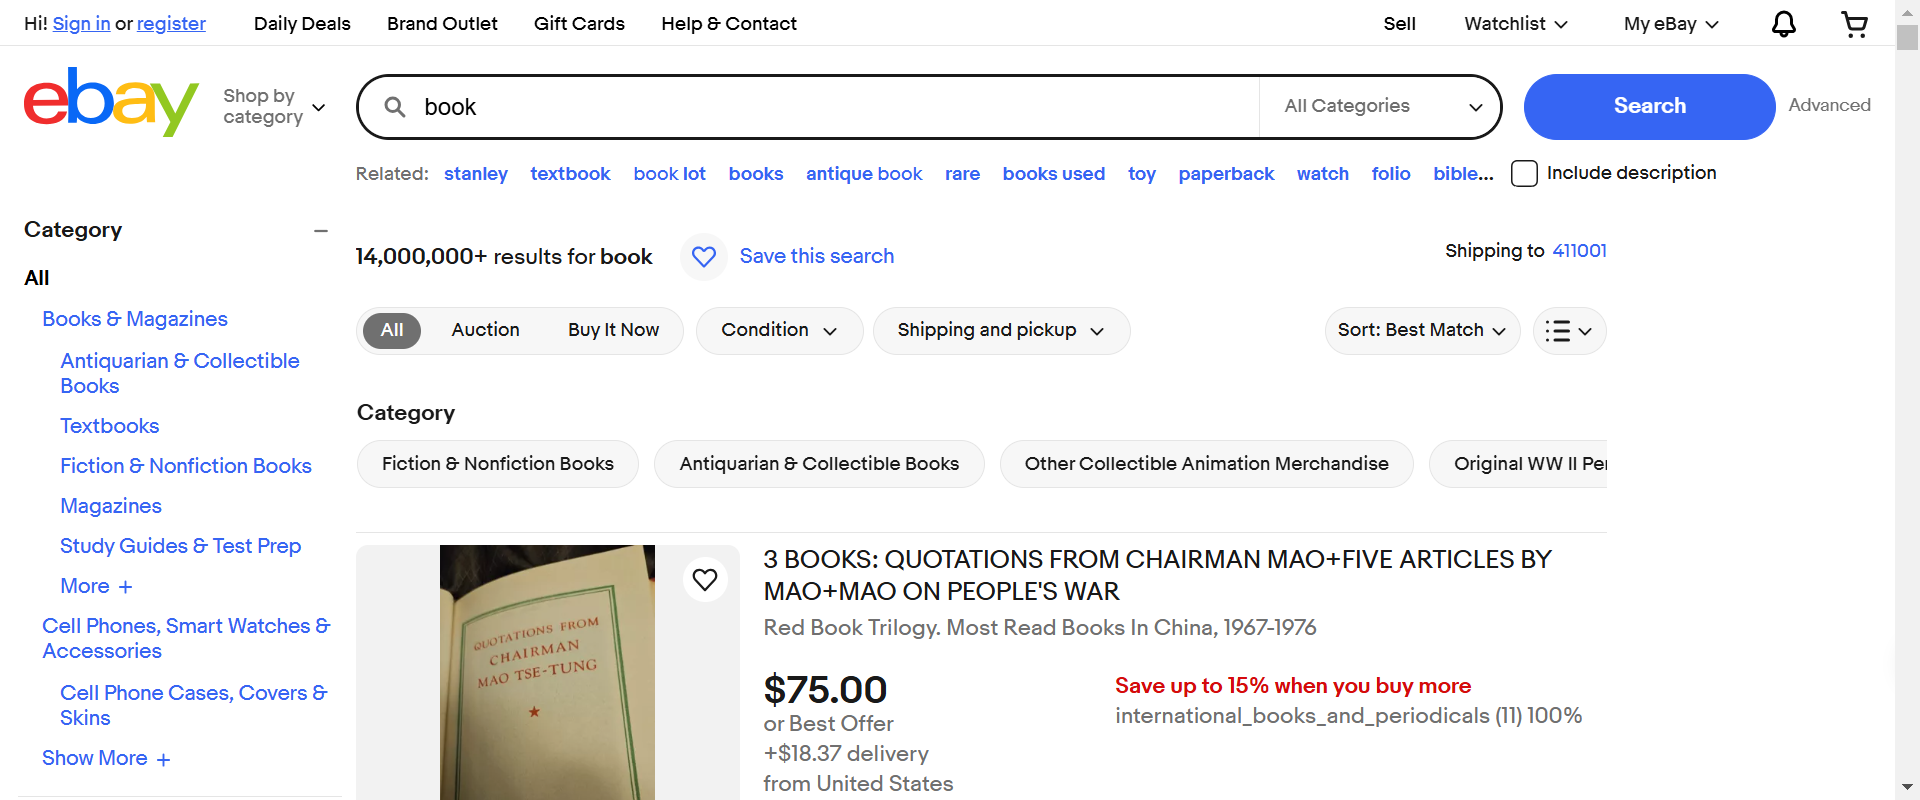 Hi! Sign in or register
Daily Deals
Brand Outlet
Gift Cards
Help & Contact
Sell
Watchlist
My eBay
ebay
Shop by
category
book
All Categories
Search
Advanced
Related: stanley textbook book lot books antique book rare books used toy paperback watch folio bible...
Include description
Category
All
Books & Magazines
Antiquarian & Collectible
Books
Textbooks
Fiction & Nonfiction Books
Magazines
Study Guides & Test Prep
More +
Cell Phones, Smart Watches &
Accessories
Cell Phone Cases, Covers &
Skins
Show More +
14,000,000+ results for book
Save this search
Shipping to 411001
All
Auction
Buy It Now
Condition
Shipping and pickup
Sort: Best Match
Category
Fiction & Nonfiction Books
Antiquarian & Collectible Books
Other Collectible Animation Merchandise
Original WW II Per
QUOTATIONS FROM
CHAIRMAN
MAO TSE-TUNG
3 BOOKS: QUOTATIONS FROM CHAIRMAN MAO+FIVE ARTICLES BY
MAO+MAO ON PEOPLE'S WAR
Red Book Trilogy. Most Read Books In China, 1967-1976
$75.00
or Best Offer
+$18.37 delivery
from United States
Save up to 15% when you buy more
international_books_and_periodicals (11) 100%